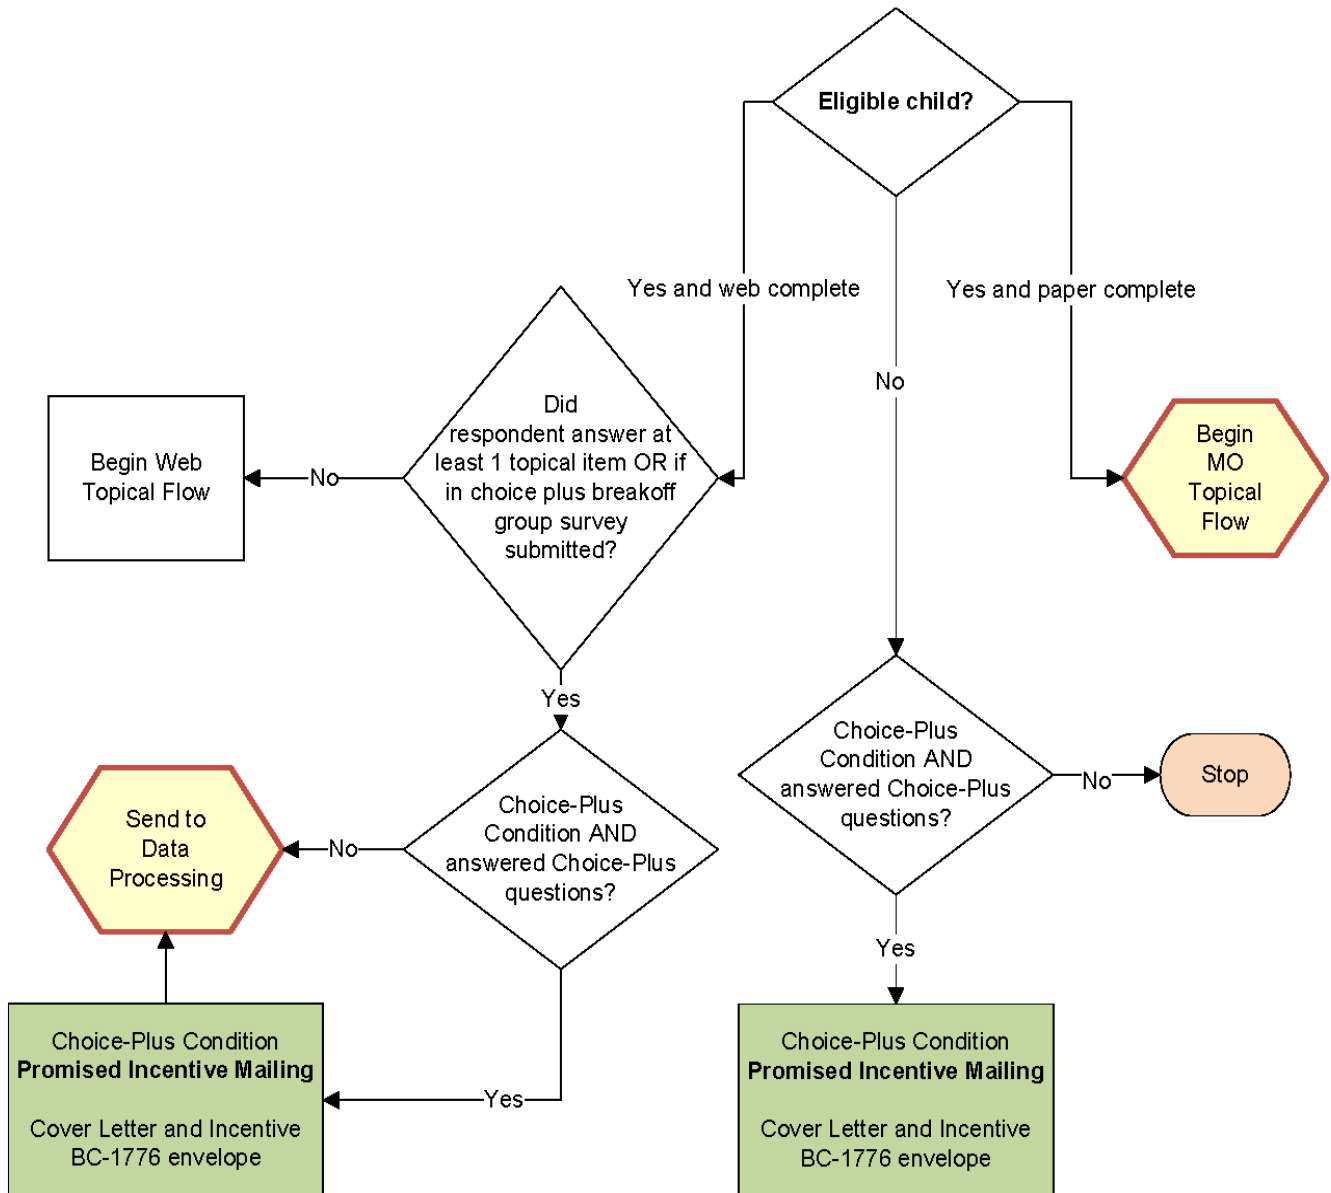 Eligible child?
Yes and web complete
Yes and paper complete
No
Did
respondent answer at
least 1 topical item OR if
in choice plus breakoff
group survey
submitted?
No
Begin Web
Topical Flow
Begin
MO
Topical
Flow
Yes
Choice-Plus
Condition AND
answered Choice-Plus
questions?
No
Stop
Choice-Plus
Condition AND
answered Choice-Plus
questions?
No
Send to
Data
Processing
Yes
Yes
Choice-Plus Condition
Promised Incentive Mailing
Cover Letter and Incentive
BC-1776 envelope
Choice-Plus Condition
Promised Incentive Mailing
Cover Letter and Incentive
BC-1776 envelope